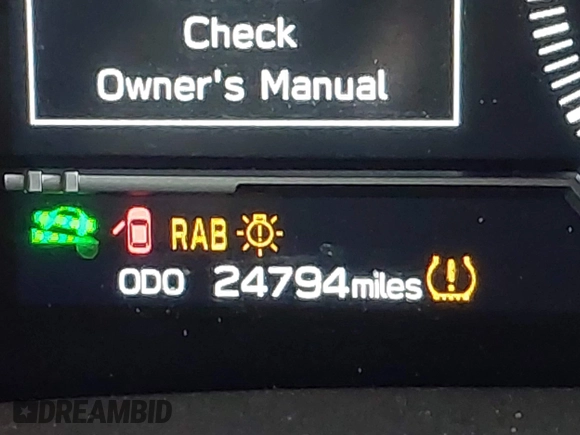 Check
Owner's Manual
RAB
ODO 24794miles
DREAMBID